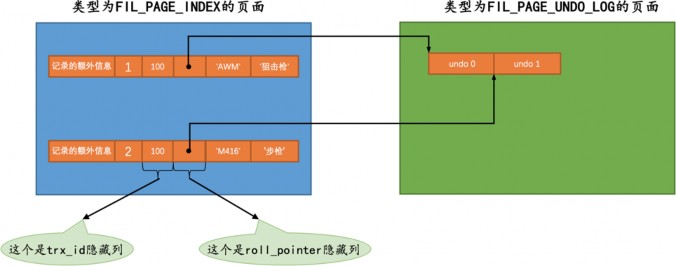 类型为FIL_PAGE_INDEX的页面
类型为FIL_PAGE_UNDO_LOG的页面
记录的额外信息 1 100 'AWM' '狙击枪'
undo 0 undo 1
记录的额外信息 2 100 'M416' '步枪'
这个是trx_id隐藏列
这个是roll_pointer隐藏列